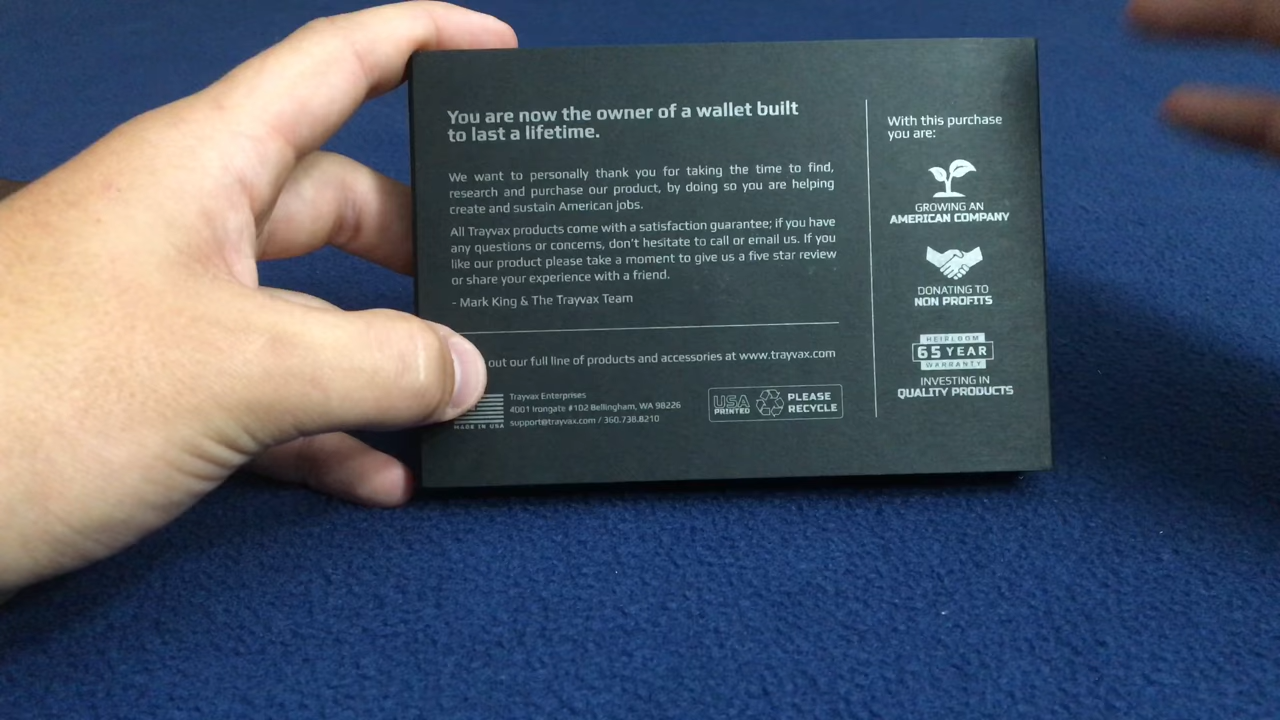 You are now the owner of a wallet built
to last a lifetime.
We want to personally thank you for taking the time to find,
research and purchase our product, by doing so you are helping
create and sustain American jobs.
All Trayvax products come with a satisfaction guarantee; if you have
any questions or concerns, don't hesitate to call or email us. If you
like our product please take a moment to give us a five star review
or share your experience with a friend.
- Mark King & The Trayvax Team
out our full line of products and accessories at www.trayvax.com
MADE IN USA
Trayvax Enterprises
4001 Irongate #102 Bellingham, WA 98226
support@trayvax.com / 360.738.8210
USA
PRINTED
PLEASE
RECYCLE
With this purchase
you are:
GROWING AN
AMERICAN COMPANY
DONATING TO
NON PROFITS
HEIRLOOM
65 YEAR
WARRANTY
INVESTING IN
QUALITY PRODUCTS